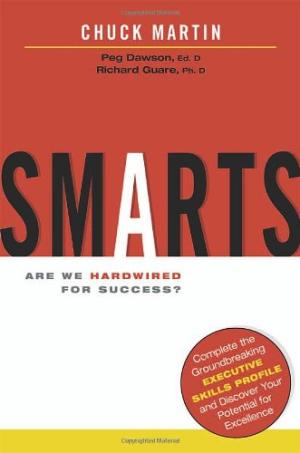 CHUCK MARTIN
Peg Dawson, Ed. D
Richard Guare, Ph. D
SMARTS
ARE WE HARDWIRED
FOR SUCCESS?
Complete the
Groundbreaking
EXECUTIVE
SKILLS PROFILE
and Discover Your
Potential for
Excellence